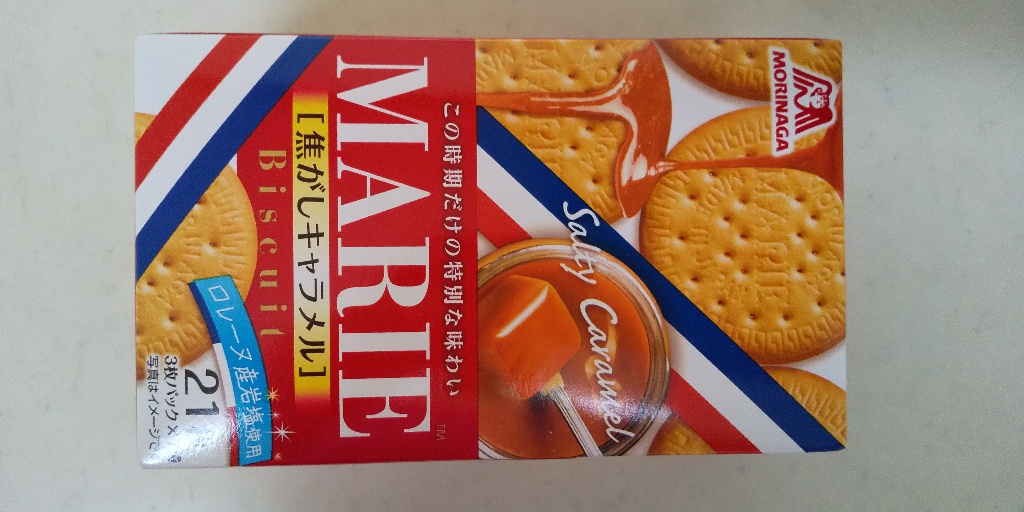 MORINAGA
Salty Caramel
この時期だけの特別な味わい
MARIE™
[焦がしキャラメル]
Biscuit
ロレーヌ産岩塩使用
21
3枚パック×
写真はイメージで